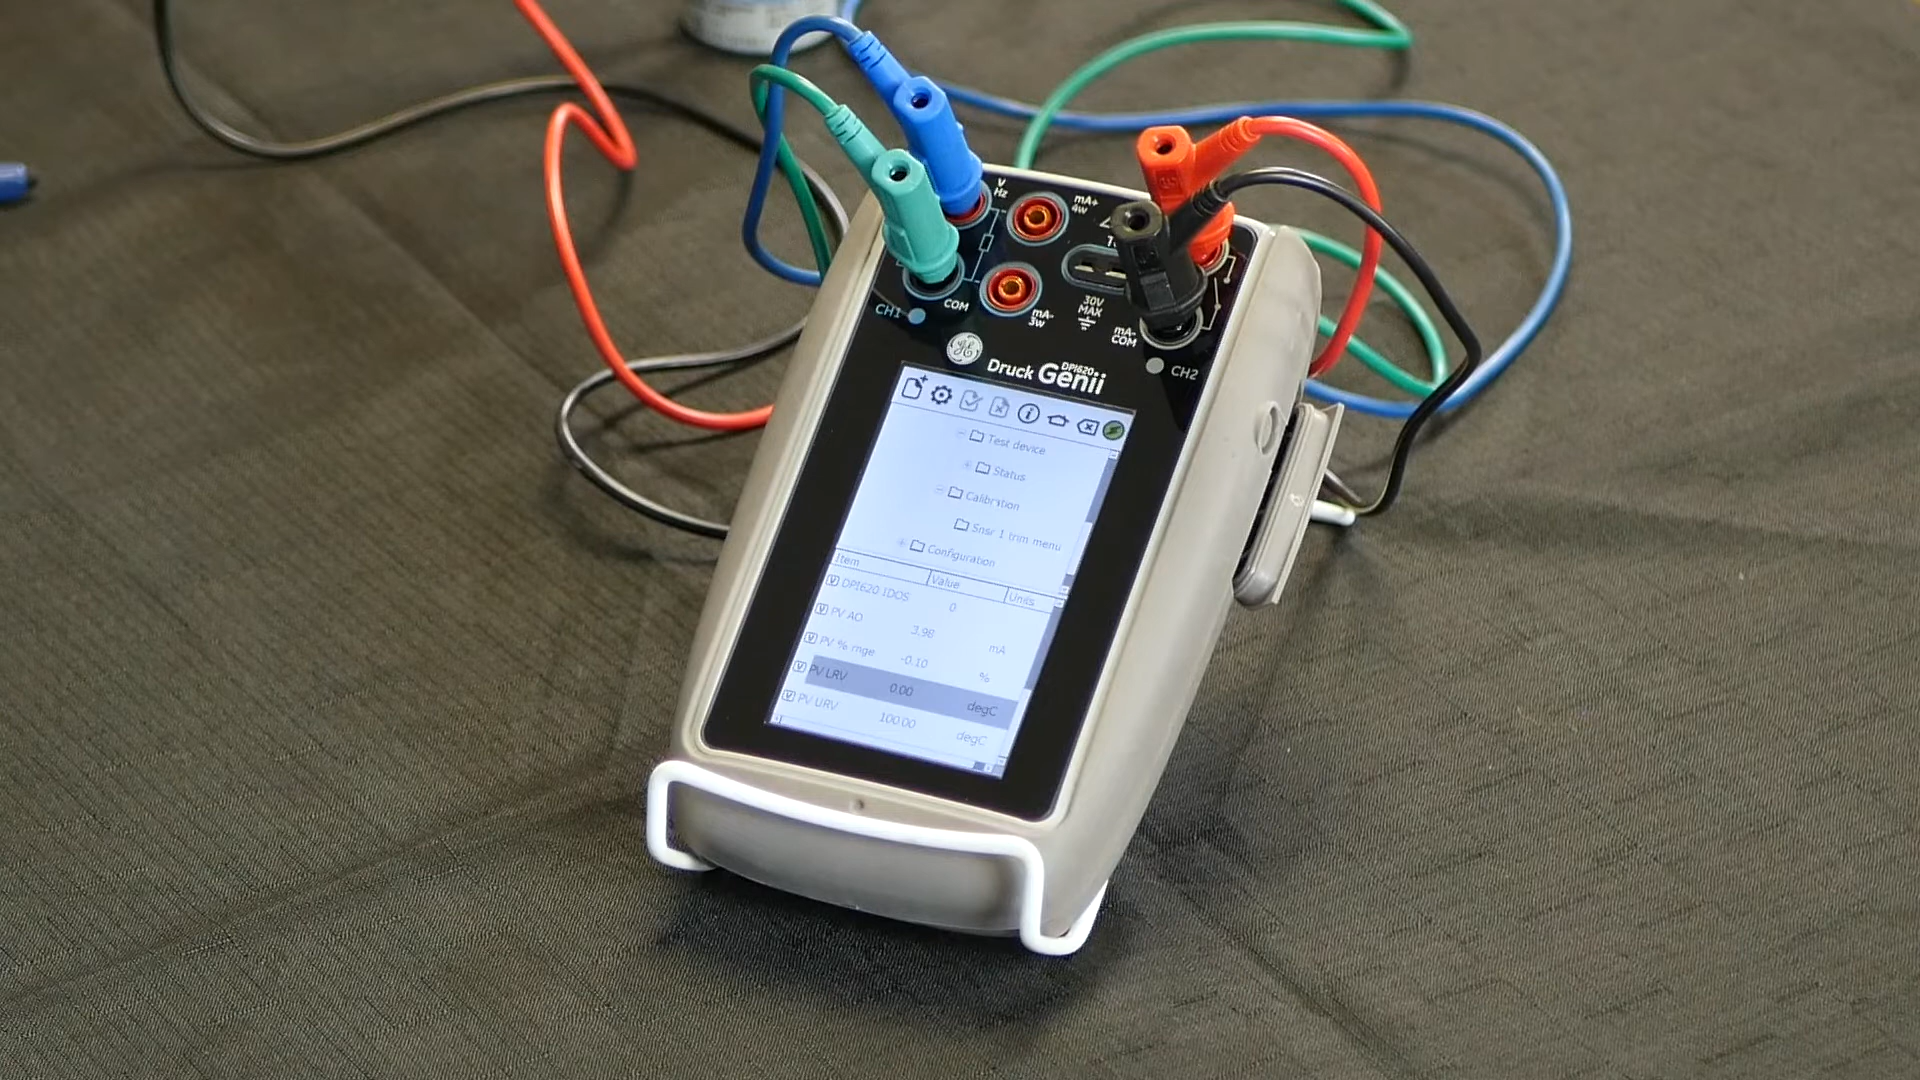 V
Hz
mA+
4w
30V
MAX
COM
mA-
3w
mA-
COM
CH1
CH2
GE
Druck DPI620 Genii
Test device
Status
Calibration
Snsr 1 trim menu
Configuration
Item Value Units
DPI620 IDOS 0
PV AO 3.98 mA
PV % rnge -0.10 %
PV LRV 0.00 degC
PV URV 100.00 degC